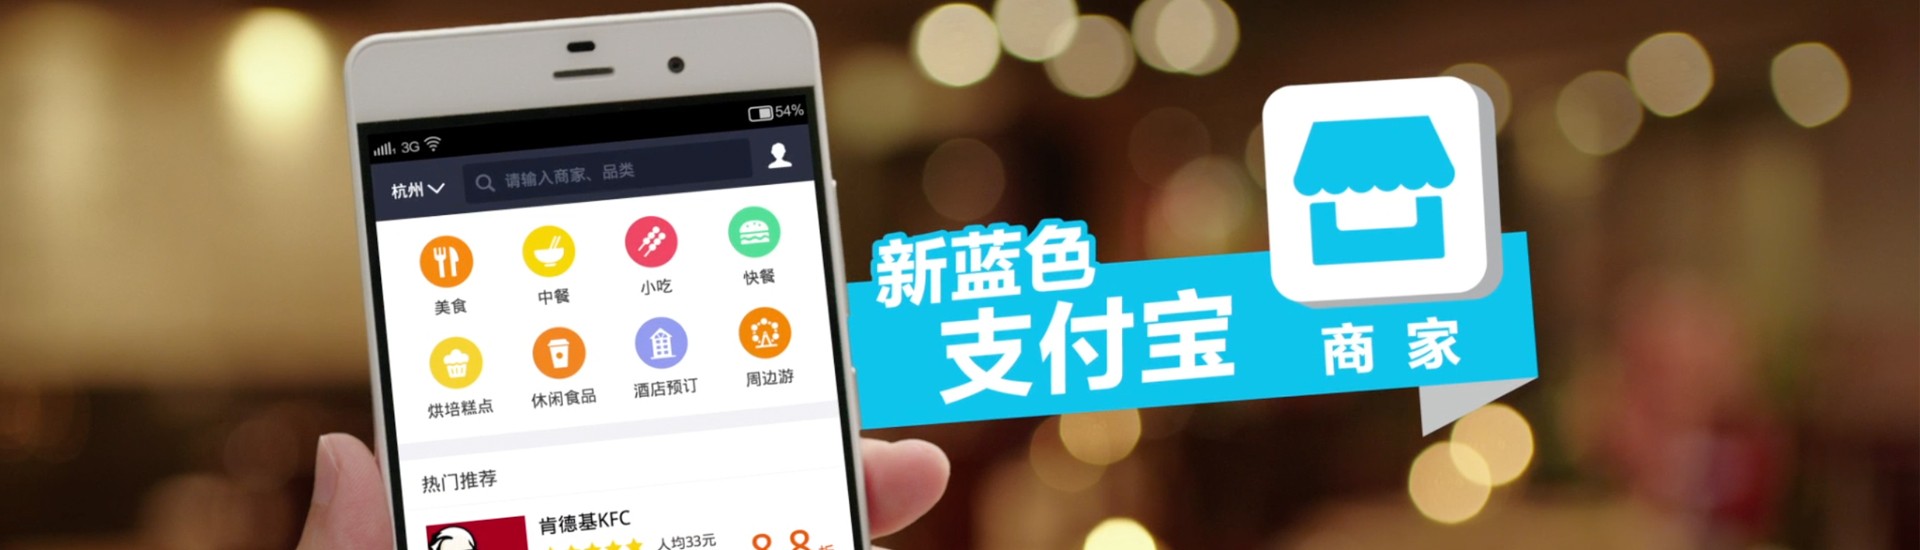 3G
54%
杭州
请输入商家、品类
美食
中餐
小吃
快餐
烘培糕点
休闲食品
酒店预订
周边游
热门推荐
肯德基KFC
人均33元
8.8折
新蓝色
支付宝
商家